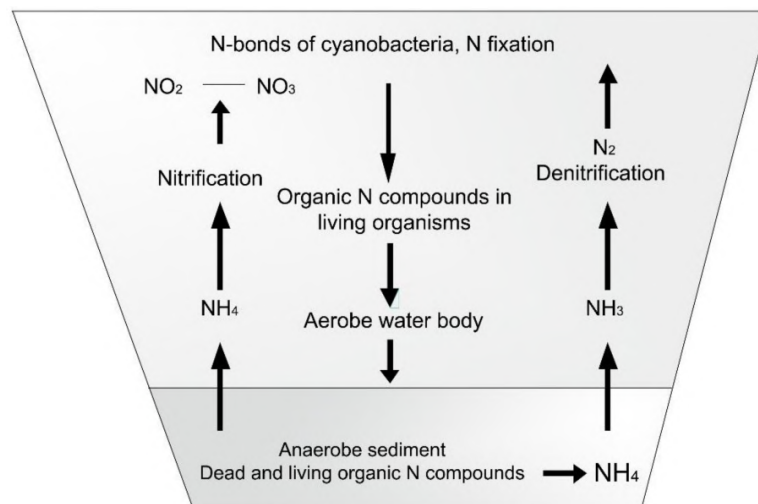 N-bonds of cyanobacteria, N fixation
NO2 NO3
Nitrification
NH4
Organic N compounds in
living organisms
Aerobe water body
N2
Denitrification
NH3
Anaerobe sediment
Dead and living organic N compounds
NH4